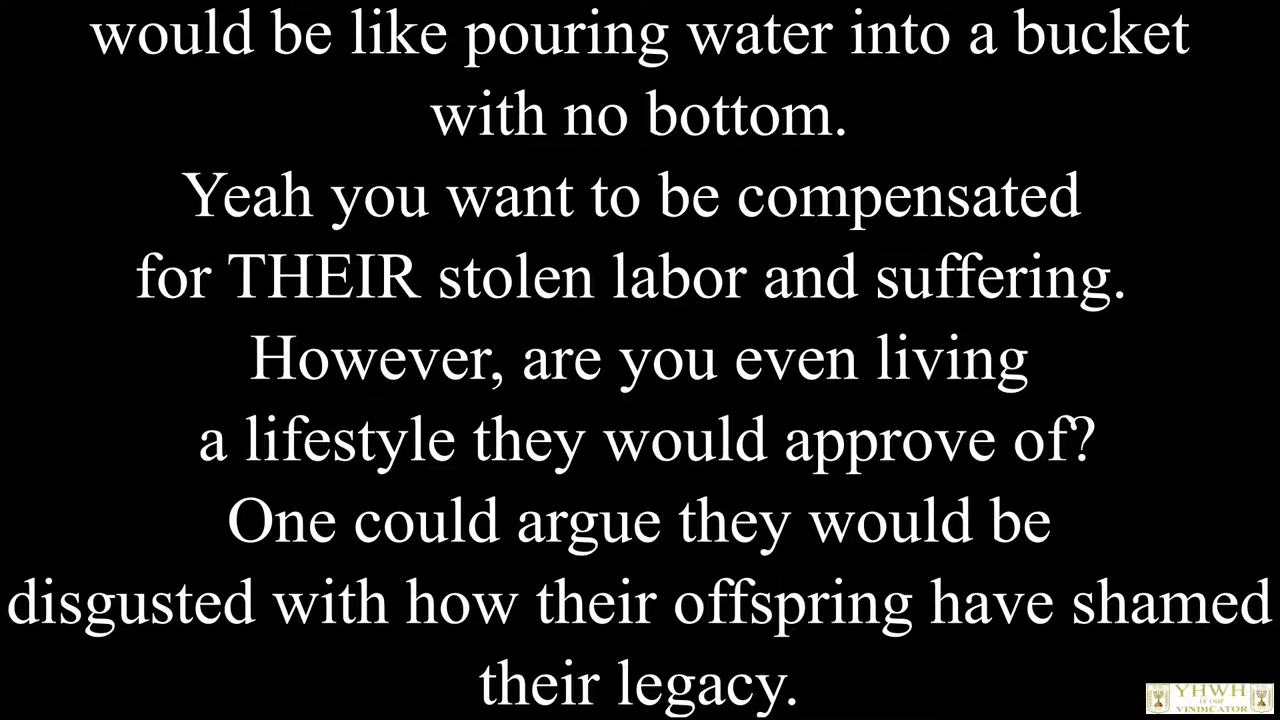 would be like pouring water into a bucket
with no bottom.
Yeah you want to be compensated
for THEIR stolen labor and suffering.
However, are you even living
a lifestyle they would approve of?
One could argue they would be
disgusted with how their offspring have shamed
their legacy.
YHWH
is our
VINDICATOR